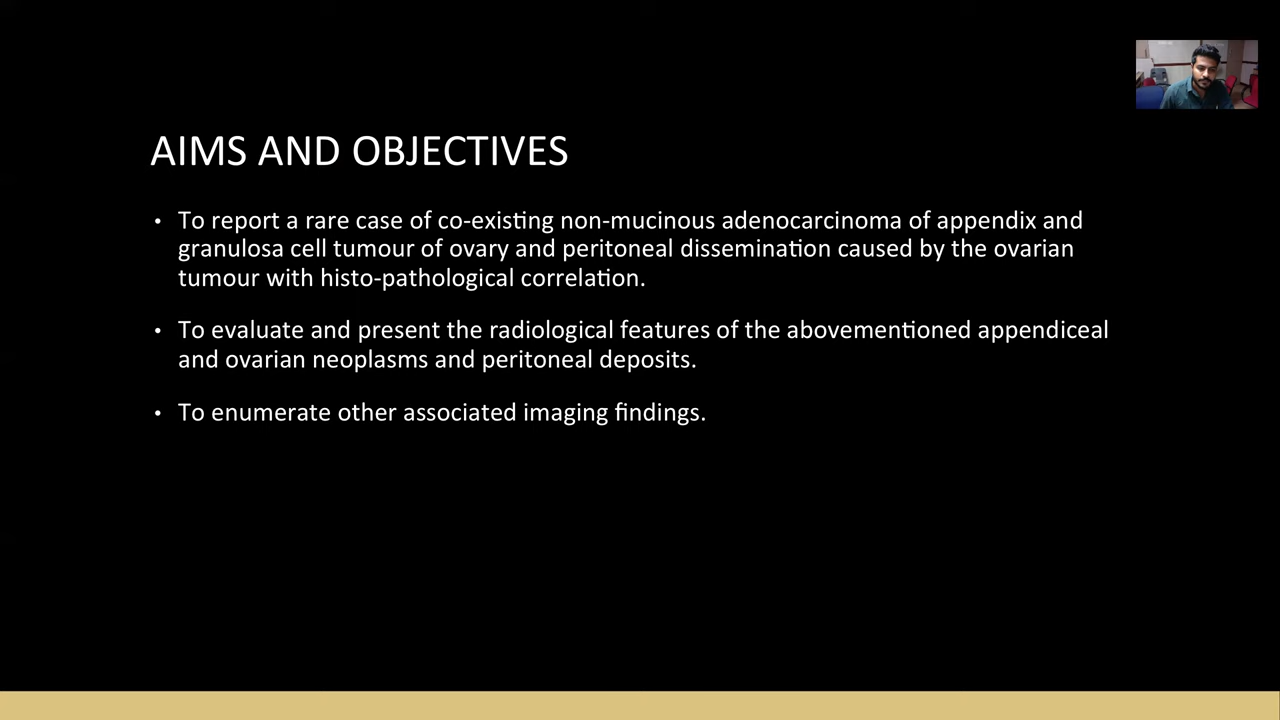 AIMS AND OBJECTIVES
• To report a rare case of co-existing non-mucinous adenocarcinoma of appendix and
granulosa cell tumour of ovary and peritoneal dissemination caused by the ovarian
tumour with histo-pathological correlation.
• To evaluate and present the radiological features of the abovementioned appendiceal
and ovarian neoplasms and peritoneal deposits.
• To enumerate other associated imaging findings.